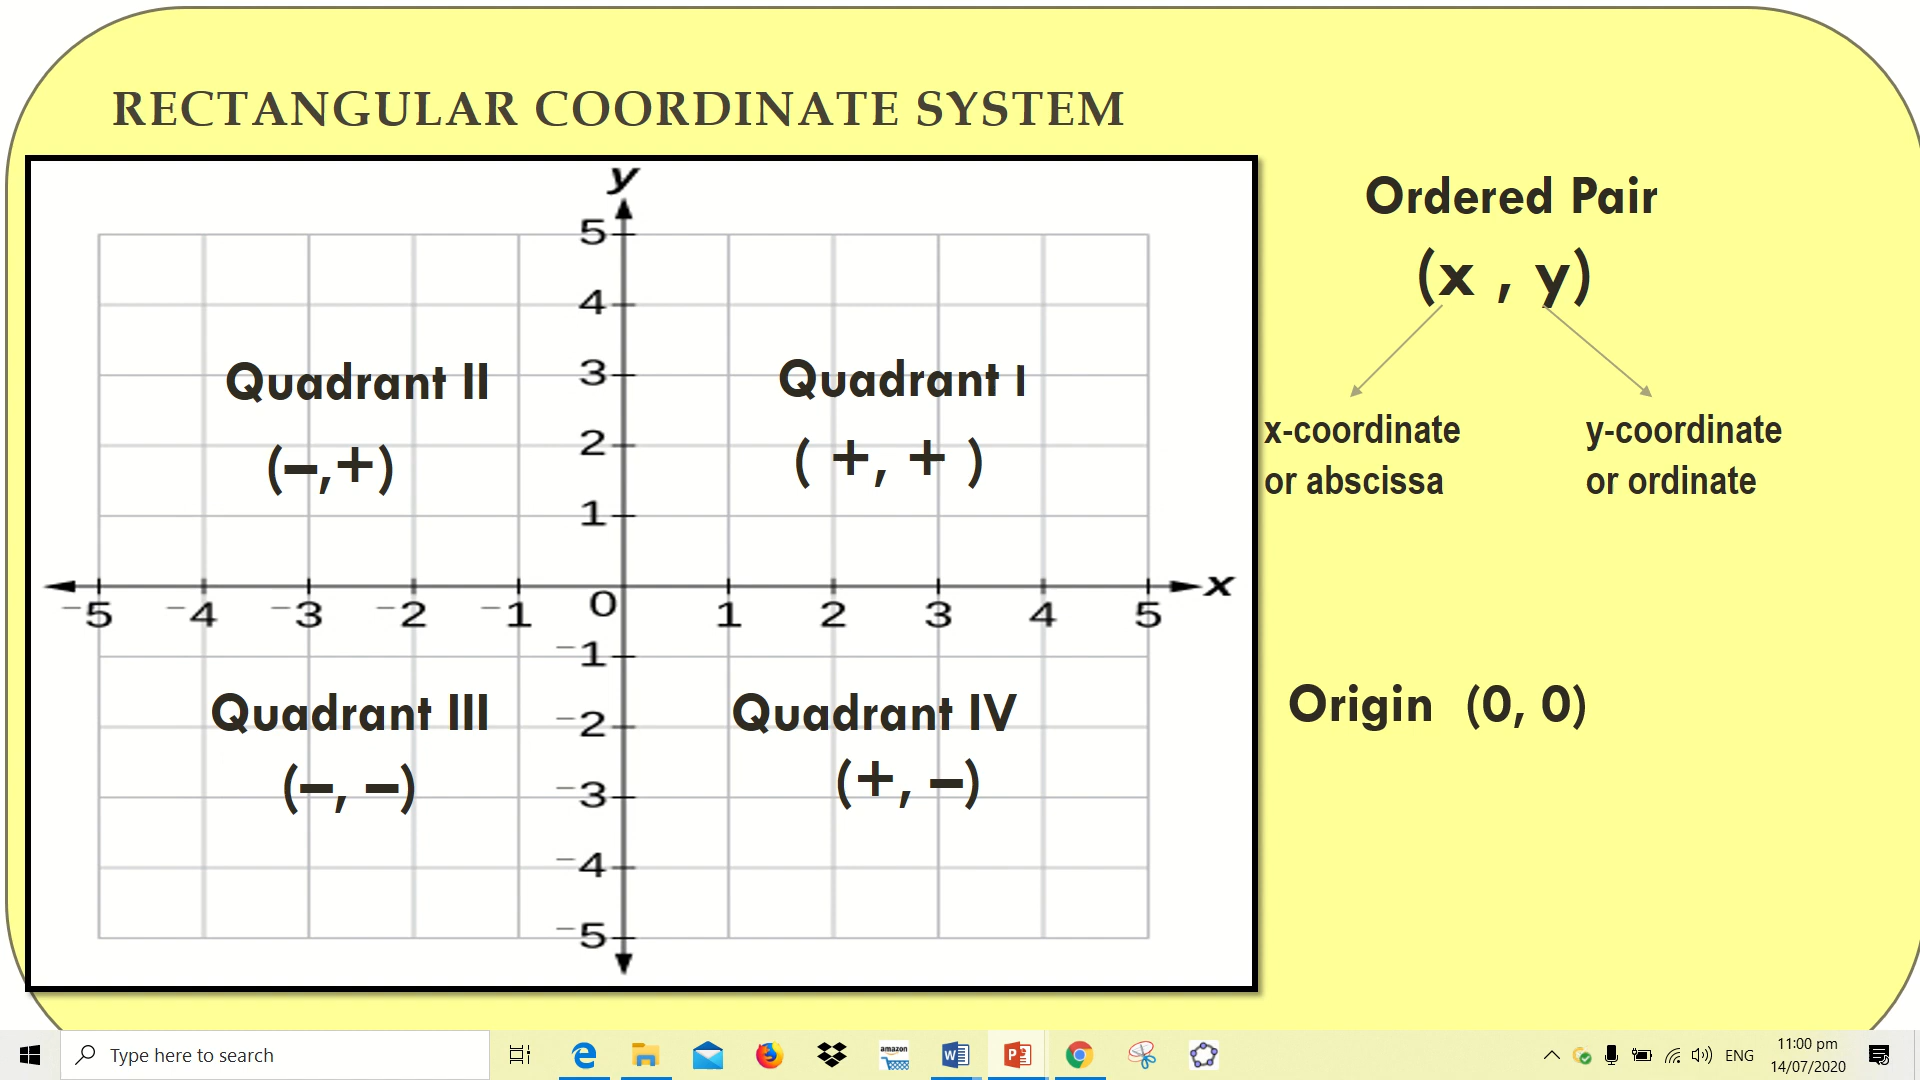 RECTANGULAR COORDINATE SYSTEM
y
5
4
3
2
1
Quadrant II
(–,+)
Quadrant I
( +, + )
x
–5 –4 –3 –2 –1 0 1 2 3 4 5
–1
–2
–3
–4
–5
Quadrant III
(–, –)
Quadrant IV
(+, –)
Ordered Pair
(x , y)
x-coordinate
or abscissa
y-coordinate
or ordinate
Origin (0, 0)
Type here to search
amazon
ENG
11:00 pm
14/07/2020